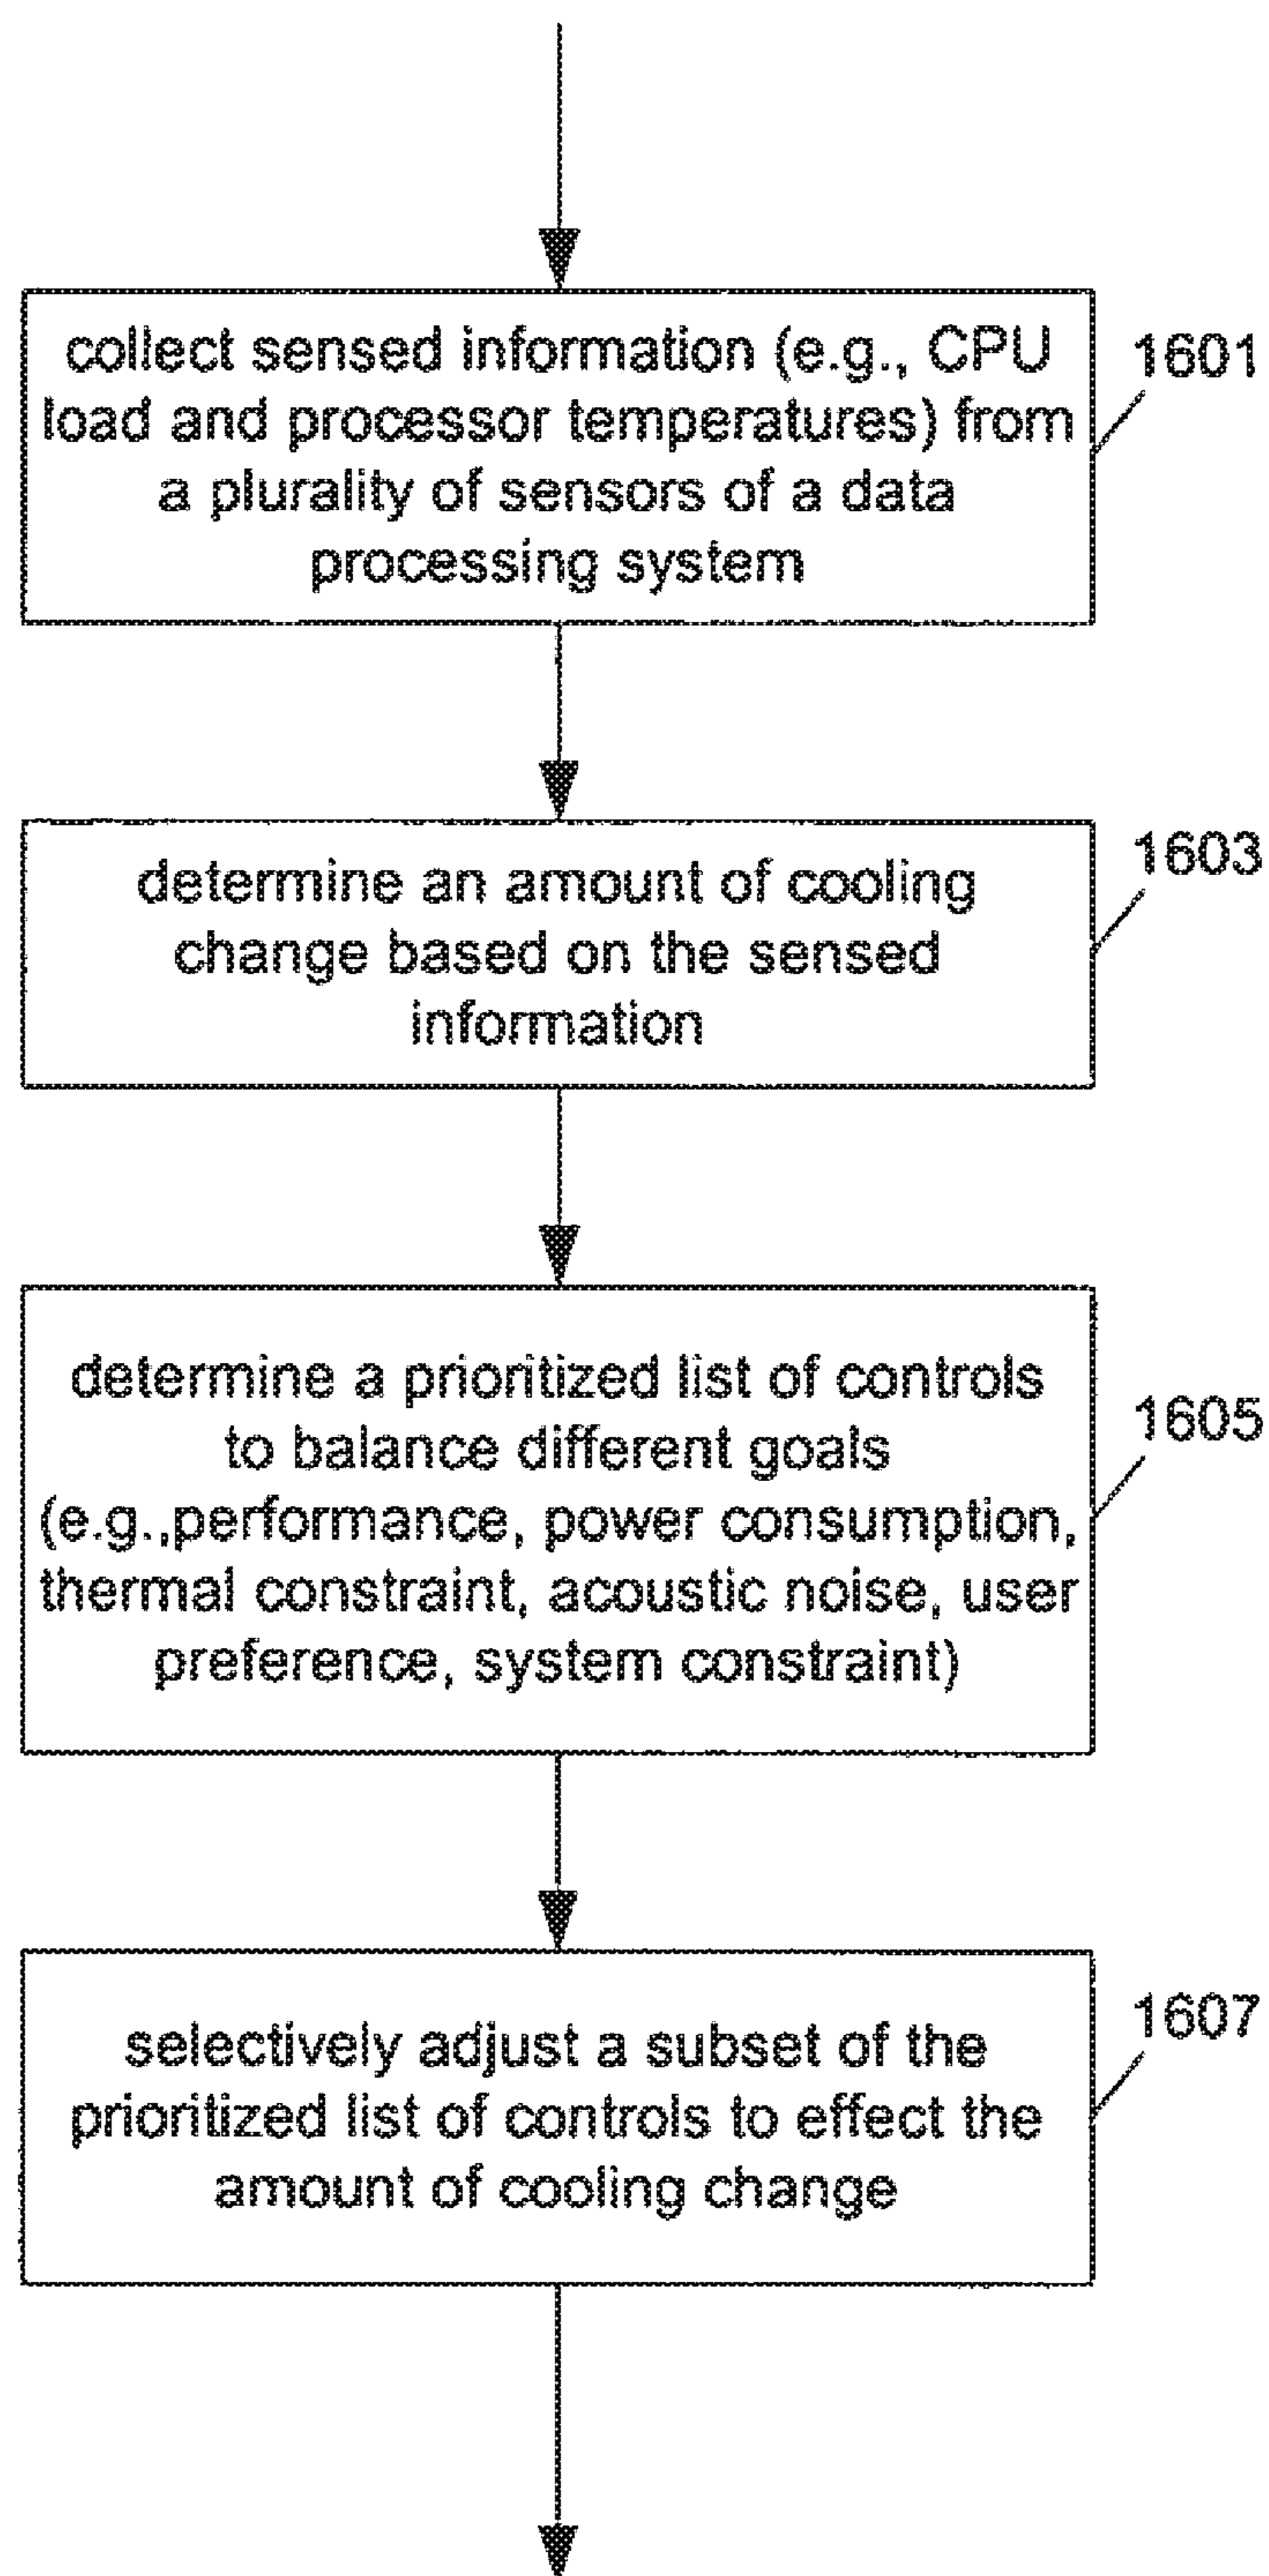 collect sensed information (e.g., CPU
load and processor temperatures) from
a plurality of sensors of a data
processing system
1601
determine an amount of cooling
change based on the sensed
information
1603
determine a prioritized list of controls
to balance different goals
(e.g.,performance, power consumption,
thermal constraint, acoustic noise, user
preference, system constraint)
1605
selectively adjust a subset of the
prioritized list of controls to effect the
amount of cooling change
1607